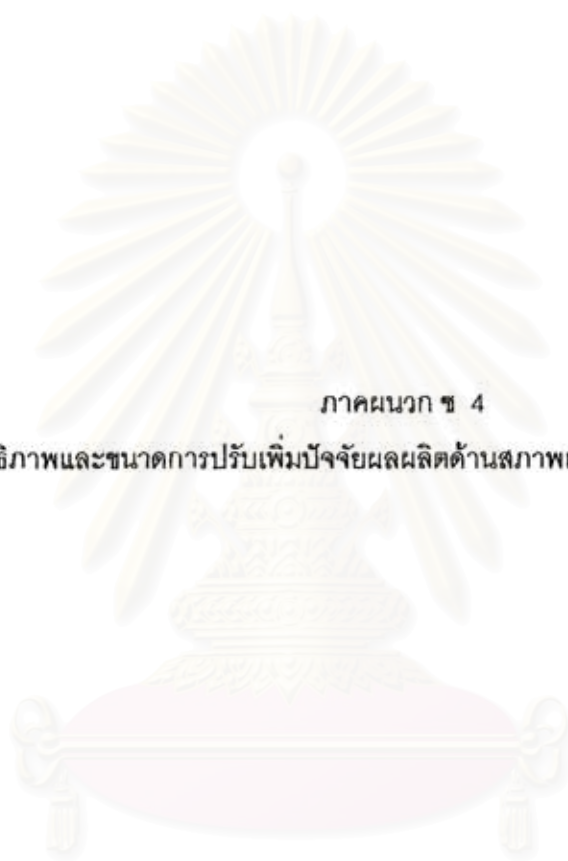 ภาคผนวก ซ 4
ธิภาพและขนาดการปรับเพิ่มปัจจัยผลผลิตด้านสภาพ